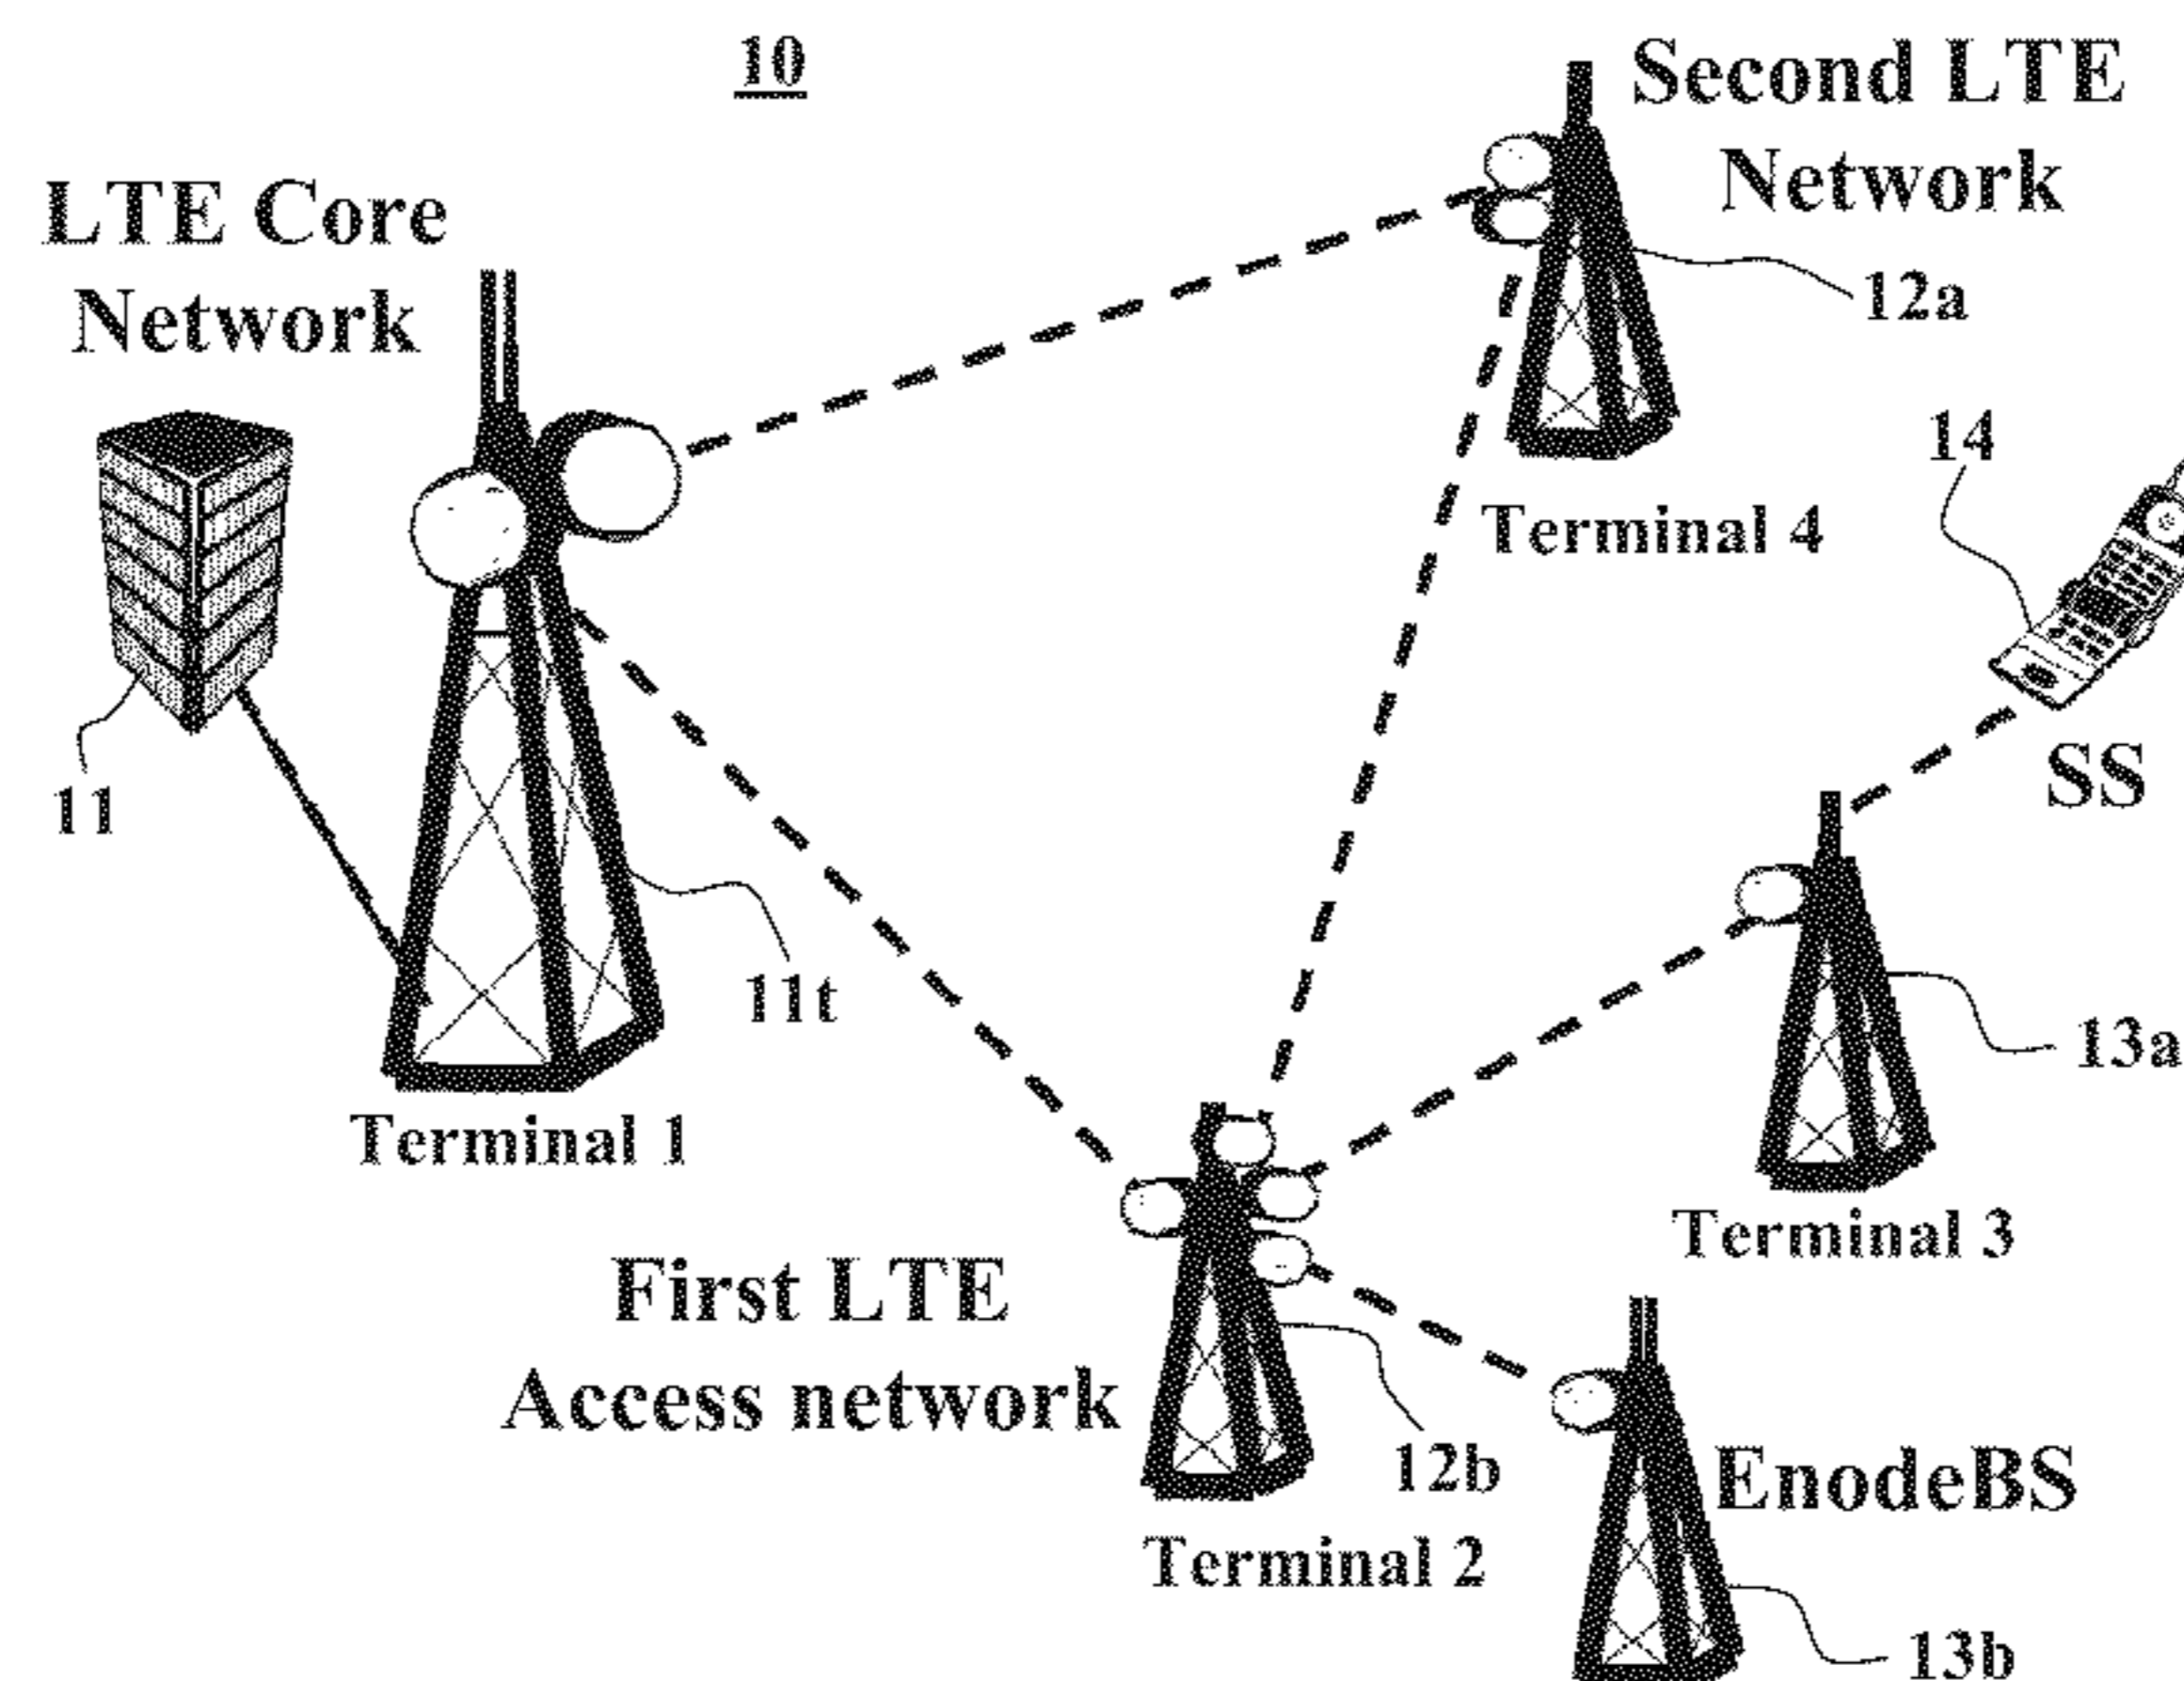 10
Second LTE
Network
LTE Core
Network
12a
14
Terminal 4
SS
11
11t
13a
Terminal 1
Terminal 3
First LTE
Access network
12b
EnodeBS
Terminal 2
13b